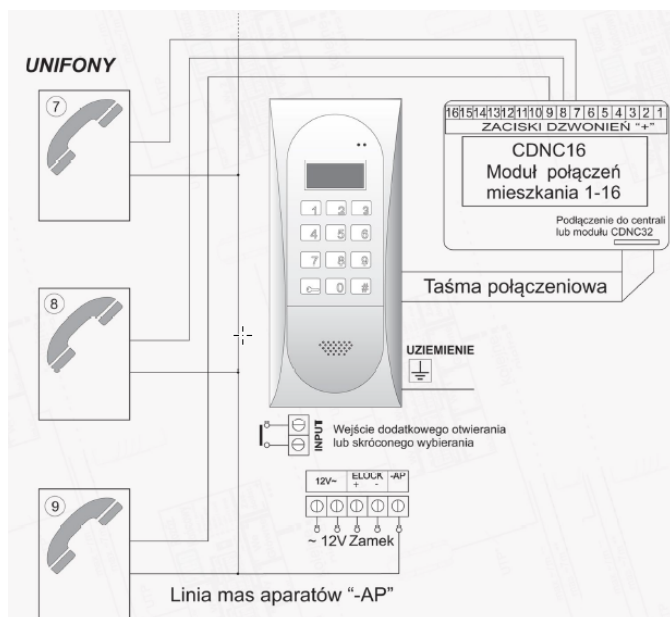 UNIFONY
7
8
9
1 2 3
4 5 6
7 8 9
0 #
16 15 14 13 12 11 10 9 8 7 6 5 4 3 2 1
ZACISKI DZWONIEŃ "+"
CDNC16
Moduł połączeń
mieszkania 1-16
Podłączenie do centrali
lub modułu CDNC32
Taśma połączeniowa
UZIEMIENIE
INPUT
Wejście dodatkowego otwierania
lub skróconego wybierania
12V~ ELOCK -AP
+ -
~ 12V Zamek
Linia mas aparatów “-AP”